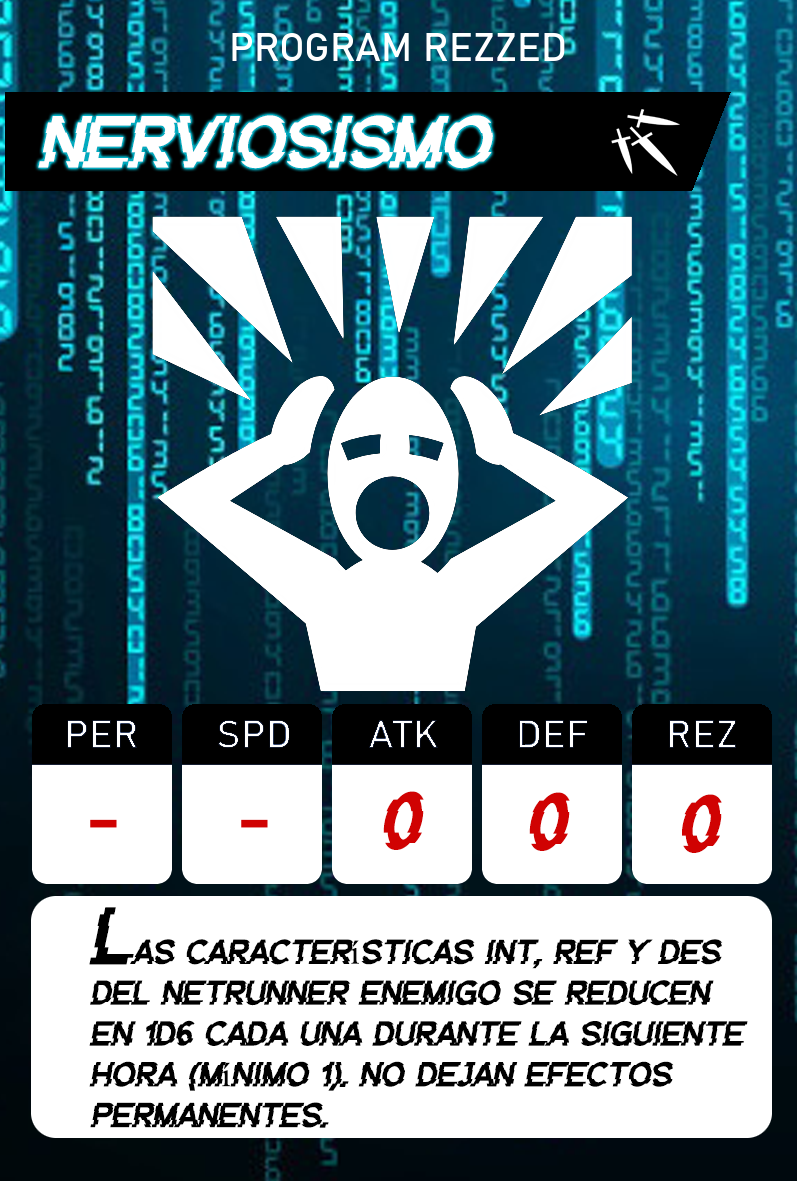 PROGRAM REZZED
NERVIOSISMO
PER SPD ATK DEF REZ
- - 0 0 0
LAS CARACTERÍSTICAS INT, REF Y DES
DEL NETRUNNER ENEMIGO SE REDUCEN
EN 1D6 CADA UNA DURANTE LA SIGUIENTE
HORA (MÍNIMO 1). NO DEJAN EFECTOS
PERMANENTES.